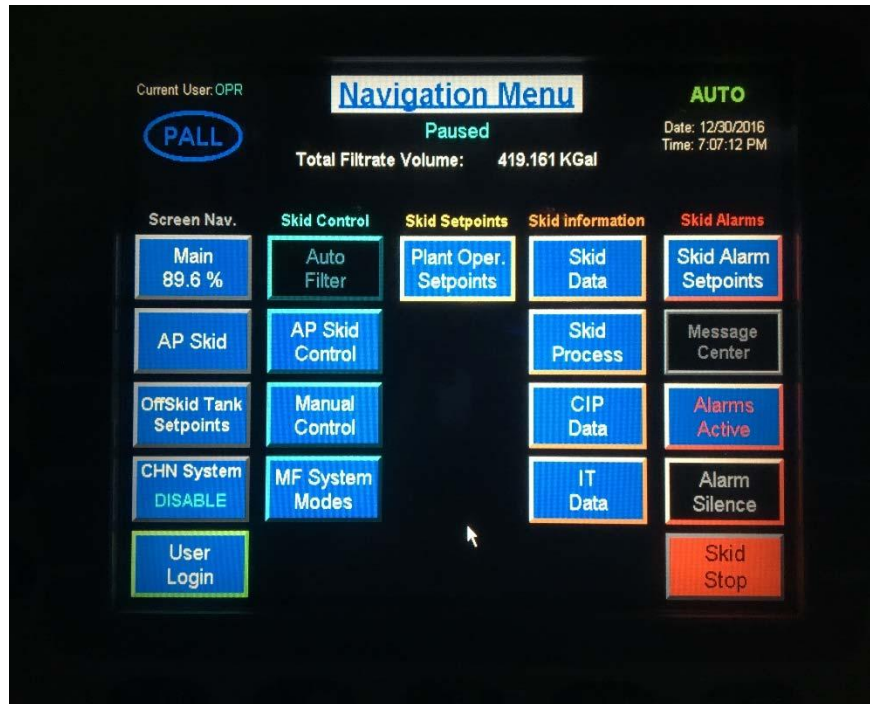 Current User: OPR
Navigation Menu
AUTO
PALL
Paused
Date: 12/30/2016
Time: 7:07:12 PM
Total Filtrate Volume: 419.161 KGal
Screen Nav.
Skid Control
Skid Setpoints
Skid information
Skid Alarms
Main
89.6 %
Auto
Filter
Plant Oper.
Setpoints
Skid
Data
Skid Alarm
Setpoints
AP Skid
AP Skid
Control
Skid
Process
Message
Center
OffSkid Tank
Setpoints
Manual
Control
CIP
Data
Alarms
Active
CHN System
DISABLE
MF System
Modes
IT
Data
Alarm
Silence
User
Login
Skid
Stop